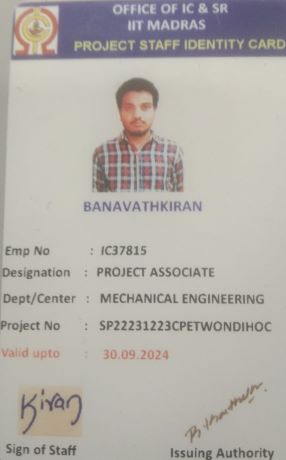 OFFICE OF IC & SR
IIT MADRAS
PROJECT STAFF IDENTITY CARD
BANAVATHKIRAN
Emp No : IC37815
Designation : PROJECT ASSOCIATE
Dept/Center : MECHANICAL ENGINEERING
Project No : SP22231223CPETWONDIHOC
Valid upto : 30.09.2024
Kiran
Sign of Staff
Issuing Authority